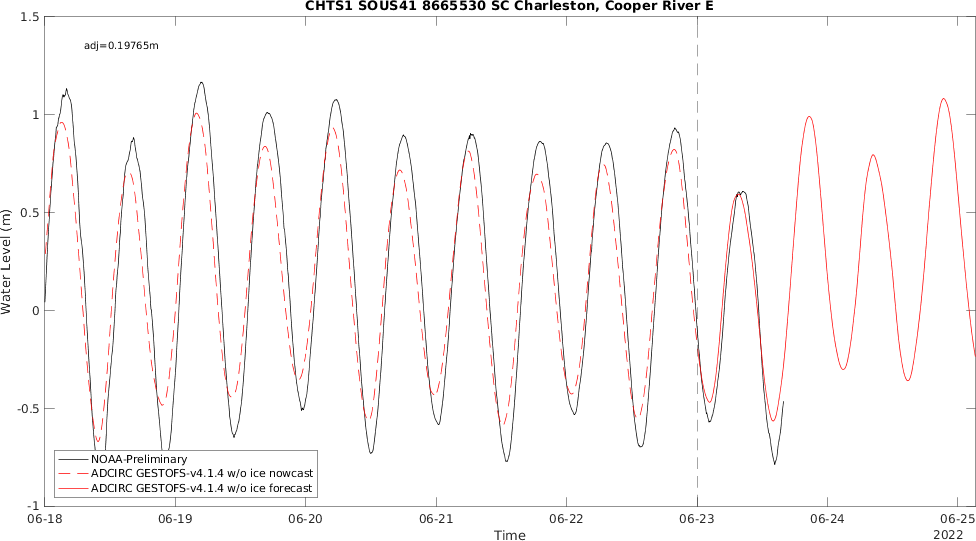 CHTS1 SOUS41 8665530 SC Charleston, Cooper River E
adj=0.19765m
1.5
1
0.5
0
-0.5
-1
Water Level (m)
NOAA-Preliminary
ADCIRC GESTOFS-v4.1.4 w/o ice nowcast
ADCIRC GESTOFS-v4.1.4 w/o ice forecast
06-18 06-19 06-20 06-21 06-22 06-23 06-24 06-25
Time
2022